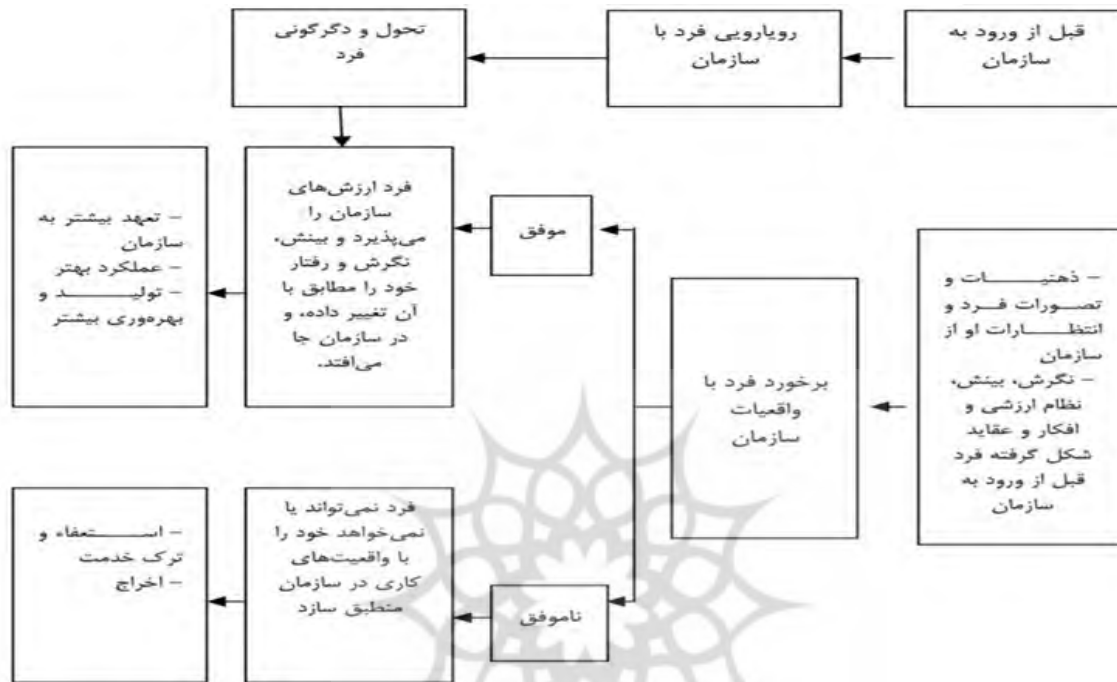 قبل از ورود به
سازمان
رویارویی فرد با
سازمان
تحول و دگرگونی
فرد
– ذهنیات و
تصورات فرد و
انتظارات او از
سازمان
– نگرش، بینش،
نظام ارزشی و
افکار و عقاید
شکل گرفته فرد
قبل از ورود به
سازمان
برخورد فرد با
واقعیات
سازمان
موفق
فرد ارزش‌های
سازمان را
می‌پذیرد و بینش،
نگرش و رفتار
خود را مطابق با
آن تغییر داده، و
در سازمان جا
می‌افتد.
– تعهد بیشتر به
سازمان
– عملکرد بهتر
– تولید و
بهره‌وری بیشتر
ناموفق
فرد نمی‌تواند یا
نمی‌خواهد خود را
با واقعیت‌های
کاری در سازمان
منطبق سازد
– استعفاء و
ترک خدمت
– اخراج